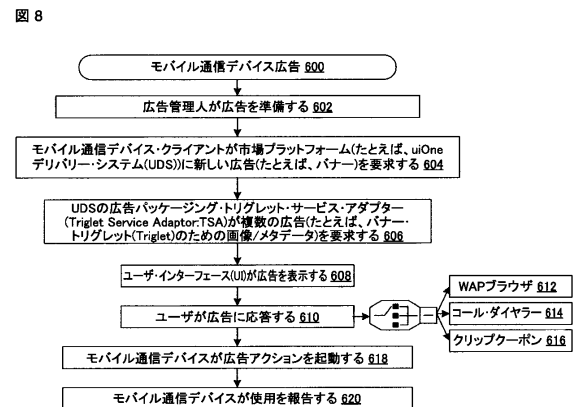 図 8
モバイル通信デバイス広告 600
広告管理人が広告を準備する 602
モバイル通信デバイス・クライアントが市場プラットフォーム(たとえば、uiOne
デリバリー・システム(UDS))に新しい広告(たとえば、バナー)を要求する 604
UDSの広告パッケージング・トリグレット・サービス・アダプター
(Triglet Service Adaptor:TSA)が複数の広告(たとえば、バナー・
トリグレット(Triglet)のための画像/メタデータ)を要求する 606
ユーザ・インターフェース(UI)が広告を表示する 608
ユーザが広告に応答する 610
WAPブラウザ 612
コール・ダイヤラー 614
クリップクーポン 616
モバイル通信デバイスが広告アクションを起動する 618
モバイル通信デバイスが使用を報告する 620